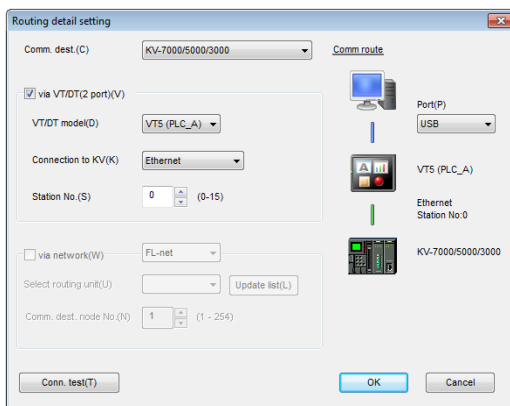 Routing detail setting
Comm. dest.(C)
KV-7000/5000/3000
Comm route
via VT/DT(2 port)(V)
Port(P)
USB
VT/DT model(D)
VT5 (PLC_A)
Connection to KV(K)
Ethernet
VT5 (PLC_A)
Station No.(S)
0
(0-15)
Ethernet
Station No:0
via network(W)
FL-net
KV-7000/5000/3000
Select routing unit(U)
Update list(L)
Comm. dest. node No.(N)
1
(1 - 254)
Conn. test(T)
OK
Cancel